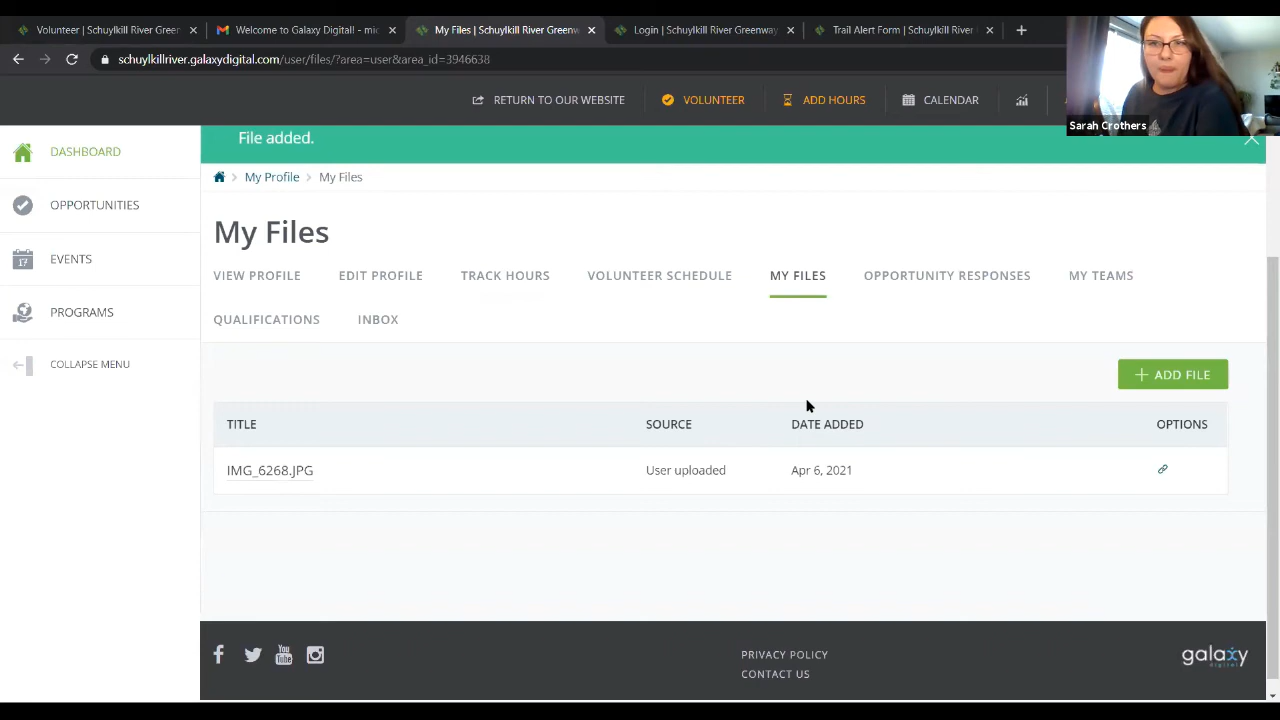 Volunteer | Schuylkill River Green
Welcome to Galaxy Digital! - mic
My Files | Schuylkill River Greenw
Login | Schuylkill River Greenway
Trail Alert Form | Schuylkill River
schuylkillriver.galaxydigital.com/user/files/?area=user&area_id=3946638
RETURN TO OUR WEBSITE
VOLUNTEER
ADD HOURS
CALENDAR
Sarah Crothers
DASHBOARD
OPPORTUNITIES
EVENTS
17
PROGRAMS
COLLAPSE MENU
File added.
My Profile > My Files
My Files
VIEW PROFILE EDIT PROFILE TRACK HOURS VOLUNTEER SCHEDULE MY FILES OPPORTUNITY RESPONSES MY TEAMS
QUALIFICATIONS INBOX
+ ADD FILE
TITLE SOURCE DATE ADDED OPTIONS
IMG_6268.JPG User uploaded Apr 6, 2021
You Tube
PRIVACY POLICY
CONTACT US
galaxy
digital